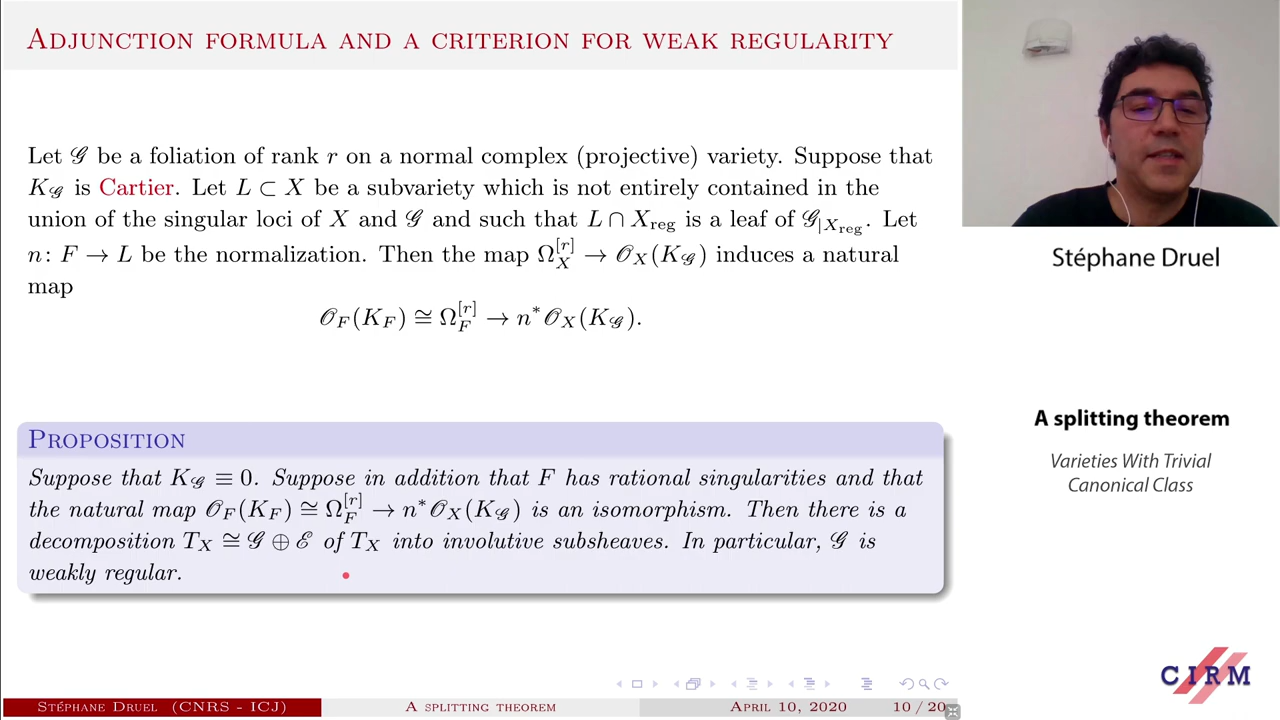 Adjunction formula and a criterion for weak regularity
Let 𝒢 be a foliation of rank r on a normal complex (projective) variety. Suppose that
K_𝒢 is Cartier. Let L ⊂ X be a subvariety which is not entirely contained in the
union of the singular loci of X and 𝒢 and such that L ∩ X_reg is a leaf of 𝒢_{|X_reg}. Let
n: F → L be the normalization. Then the map Ω_X^{[r]} → 𝒪_X(K_𝒢) induces a natural
map
𝒪_F(K_F) ≅ Ω_F^{[r]} → n*𝒪_X(K_𝒢).
Proposition
Suppose that K_𝒢 ≡ 0. Suppose in addition that F has rational singularities and that
the natural map 𝒪_F(K_F) ≅ Ω_F^{[r]} → n*𝒪_X(K_𝒢) is an isomorphism. Then there is a
decomposition T_X ≅ 𝒢 ⊕ ℰ of T_X into involutive subsheaves. In particular, 𝒢 is
weakly regular.
Stéphane Druel (CNRS - ICJ)
A splitting theorem
April 10, 2020
10 / 20
Stéphane Druel
A splitting theorem
Varieties With Trivial
Canonical Class
CIRM